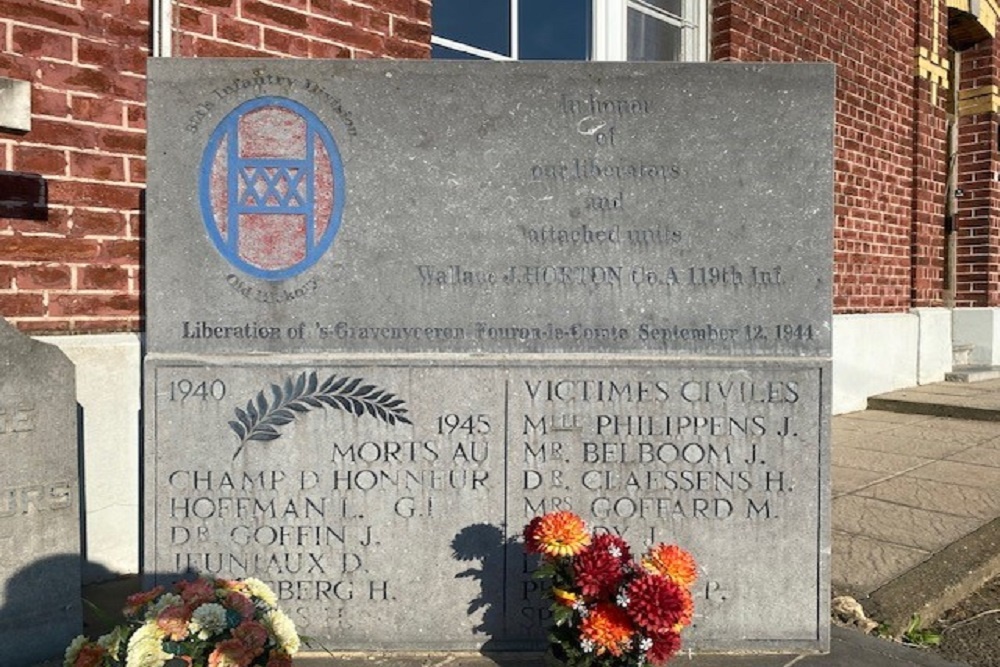 30th Infantry Division
XXX
Old Hickory
In honor
of
our liberators
and
attached units
Wallace J. HORTON Co. A 119th Inf.
Liberation of 's-Gravenvoeren Fouron-le-Comte September 12, 1944
1940
1945
MORTS AU
CHAMP D HONNEUR
HOFFMAN L. G.I
DR. GOFFIN J.
JEUNIAUX D.
BERG H.
S H.
VICTIMES CIVILES
MLLE PHILIPPENS J.
MR. BELBOOM J.
DR. CLAESSENS H.
MRS GOFFARD M.
J.
P.
URS